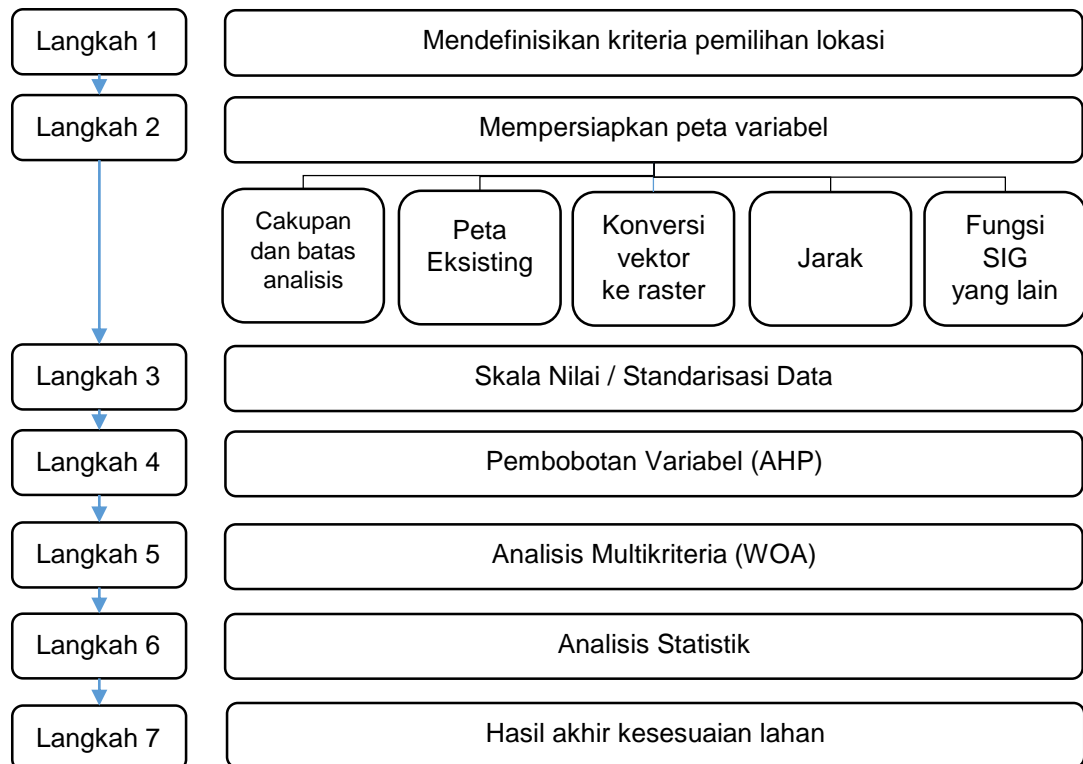 Langkah 1
Mendefinisikan kriteria pemilihan lokasi
Langkah 2
Mempersiapkan peta variabel
Cakupan
dan batas
analisis
Peta
Eksisting
Konversi
vektor
ke raster
Jarak
Fungsi
SIG
yang lain
Langkah 3
Skala Nilai / Standarisasi Data
Langkah 4
Pembobotan Variabel (AHP)
Langkah 5
Analisis Multikriteria (WOA)
Langkah 6
Analisis Statistik
Langkah 7
Hasil akhir kesesuaian lahan